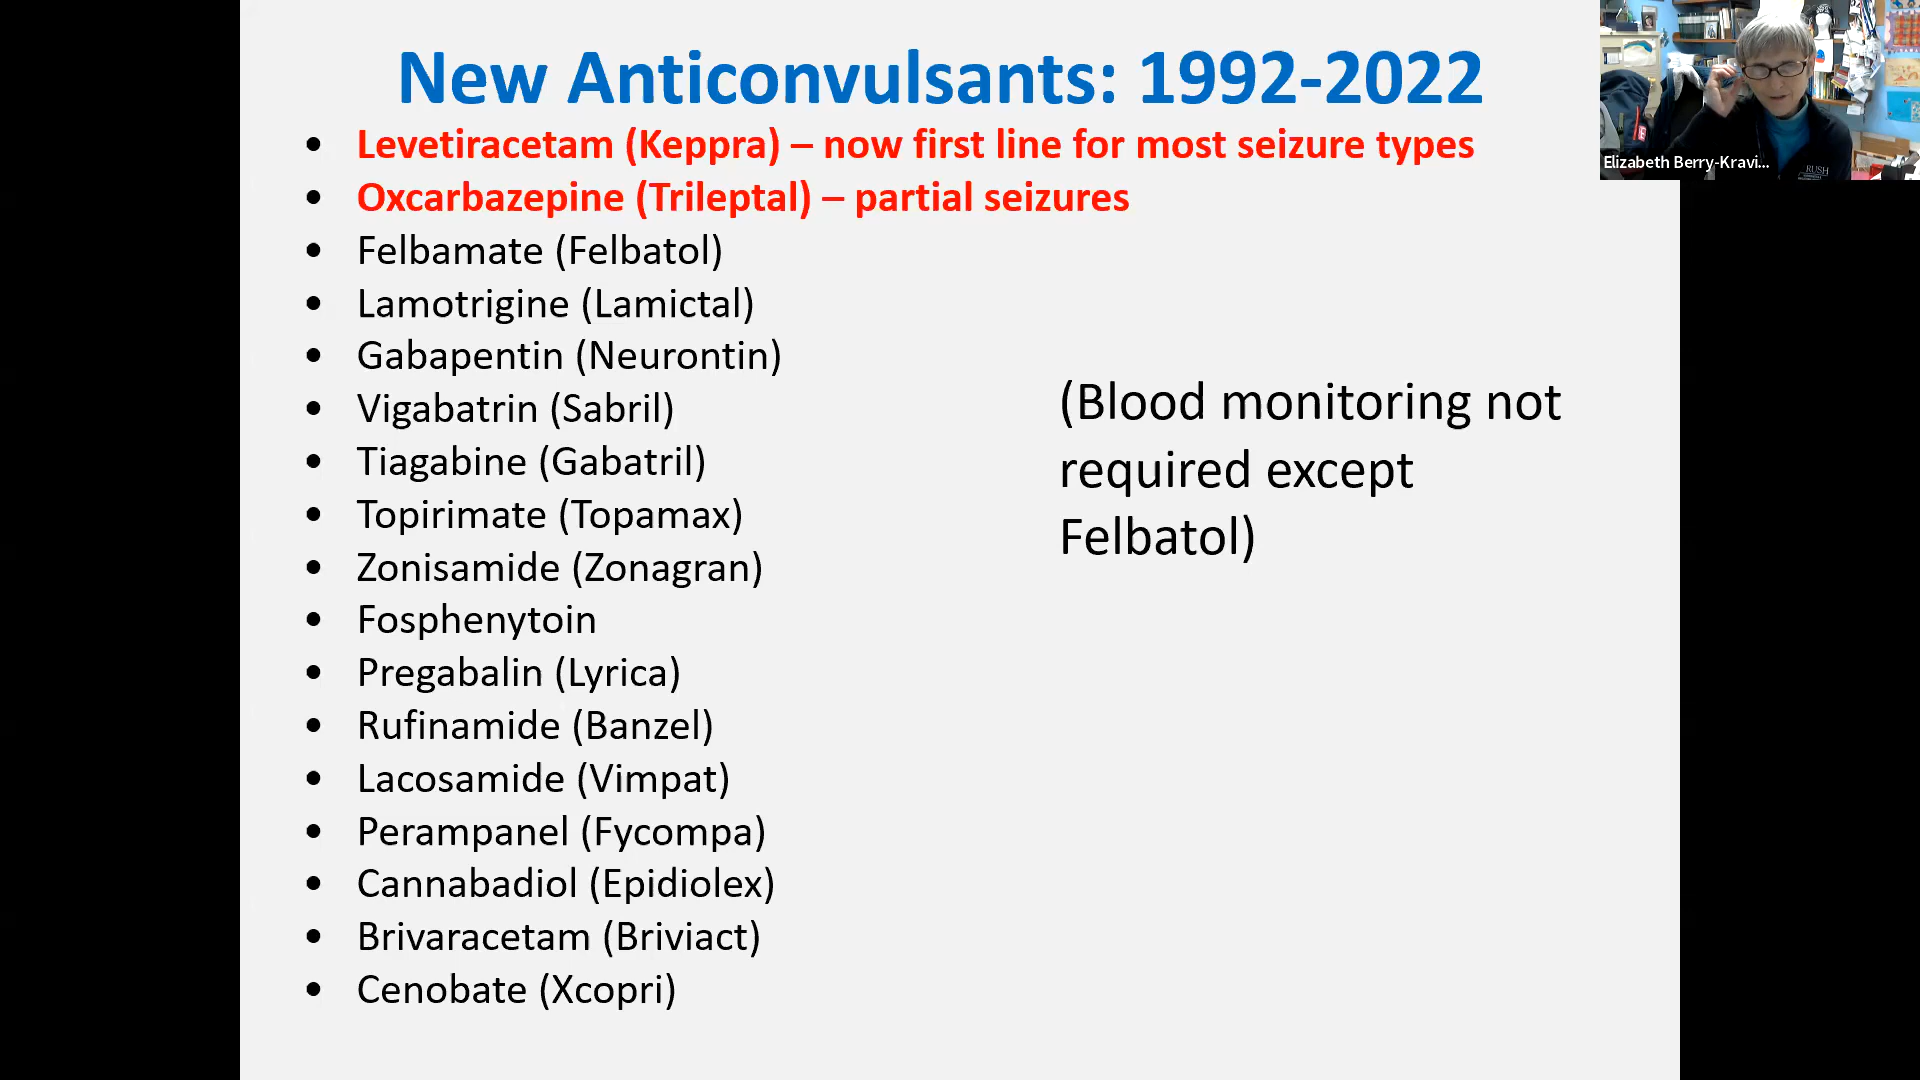 New Anticonvulsants: 1992-2022
• Levetiracetam (Keppra) – now first line for most seizure types
• Oxcarbazepine (Trileptal) – partial seizures
• Felbamate (Felbatol)
• Lamotrigine (Lamictal)
• Gabapentin (Neurontin)
• Vigabatrin (Sabril)
• Tiagabine (Gabatril)
• Topirimate (Topamax)
• Zonisamide (Zonagran)
• Fosphenytoin
• Pregabalin (Lyrica)
• Rufinamide (Banzel)
• Lacosamide (Vimpat)
• Perampanel (Fycompa)
• Cannabadiol (Epidiolex)
• Brivaracetam (Briviact)
• Cenobate (Xcopri)
(Blood monitoring not
required except
Felbatol)
Elizabeth Berry-Kravi...
RUSH